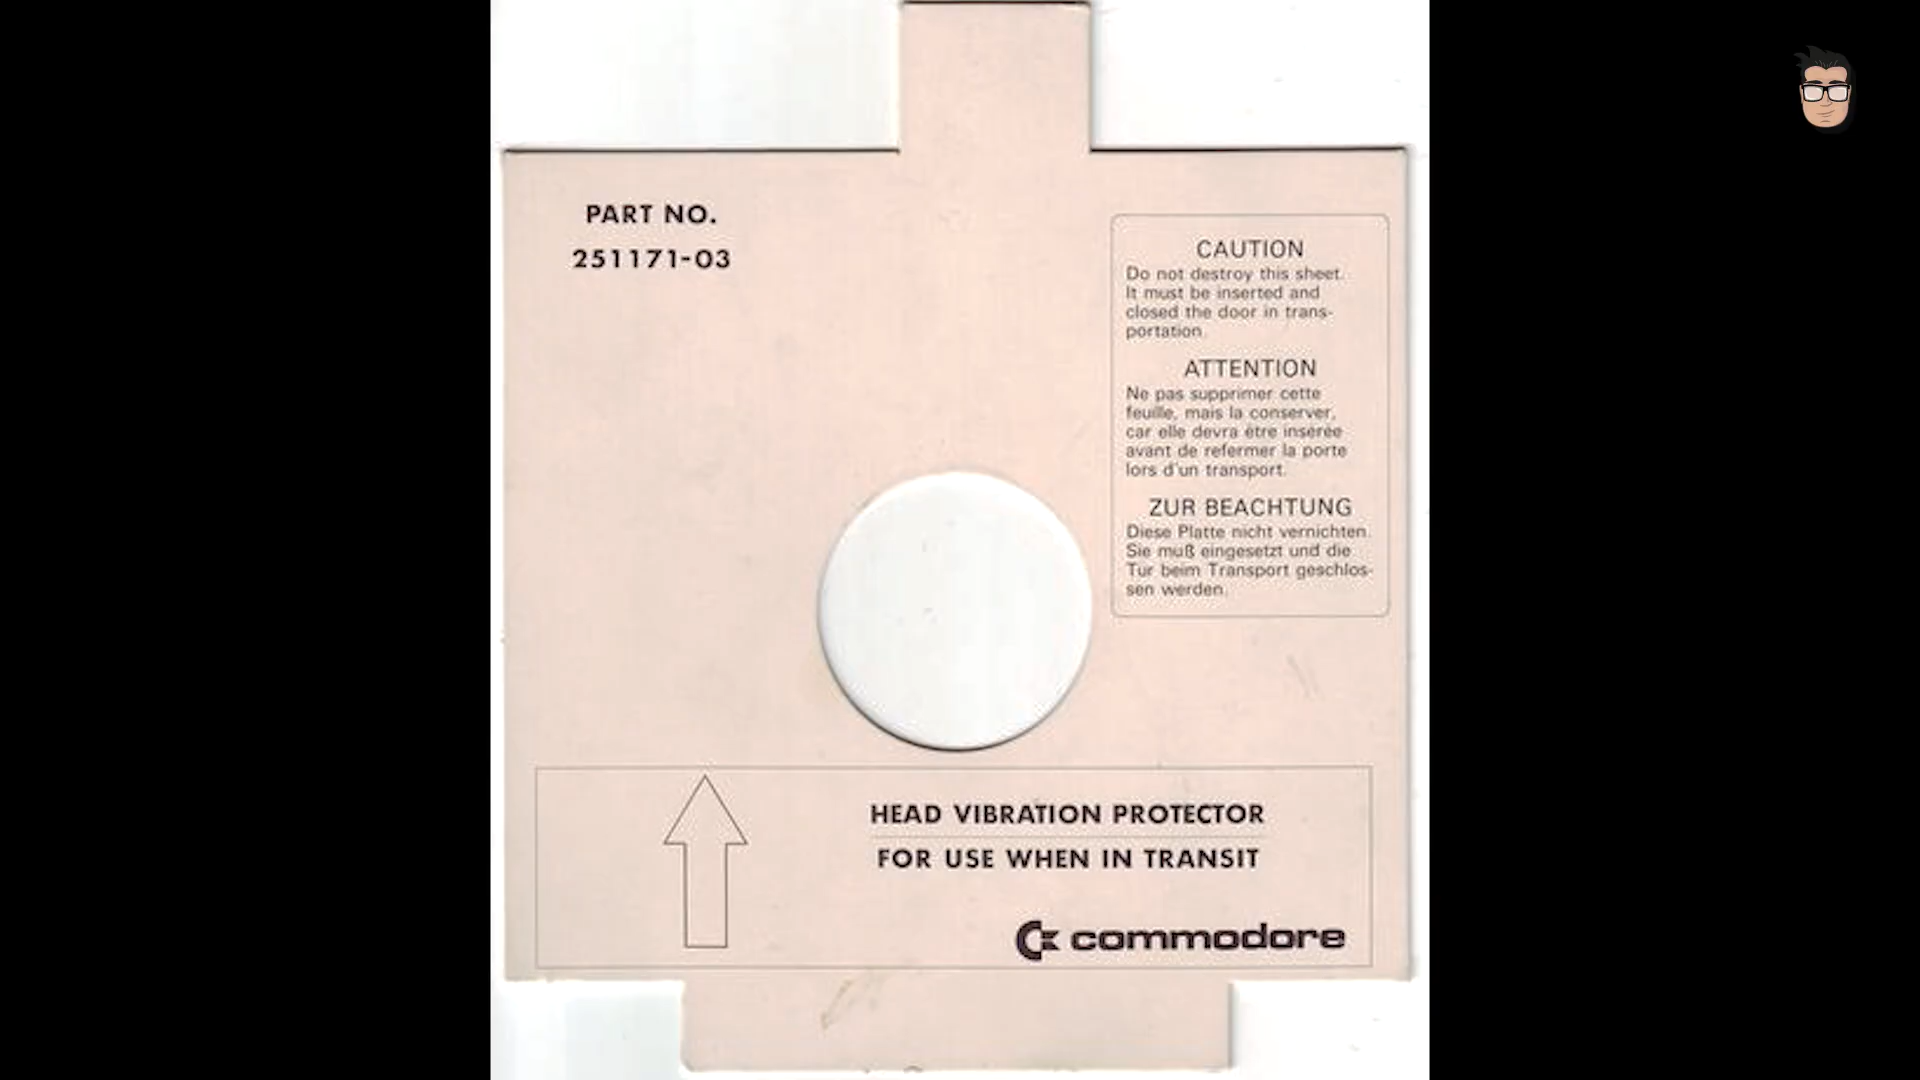 PART NO.
251171-03
CAUTION
Do not destroy this sheet.
It must be inserted and
closed the door in trans-
portation.
ATTENTION
Ne pas supprimer cette
feuille, mais la conserver,
car elle devra être inserée
avant de refermer la porte
lors d'un transport.
ZUR BEACHTUNG
Diese Platte nicht vernichten.
Sie muß eingesetzt und die
Tur beim Transport geschlos-
sen werden.
HEAD VIBRATION PROTECTOR
FOR USE WHEN IN TRANSIT
commodore